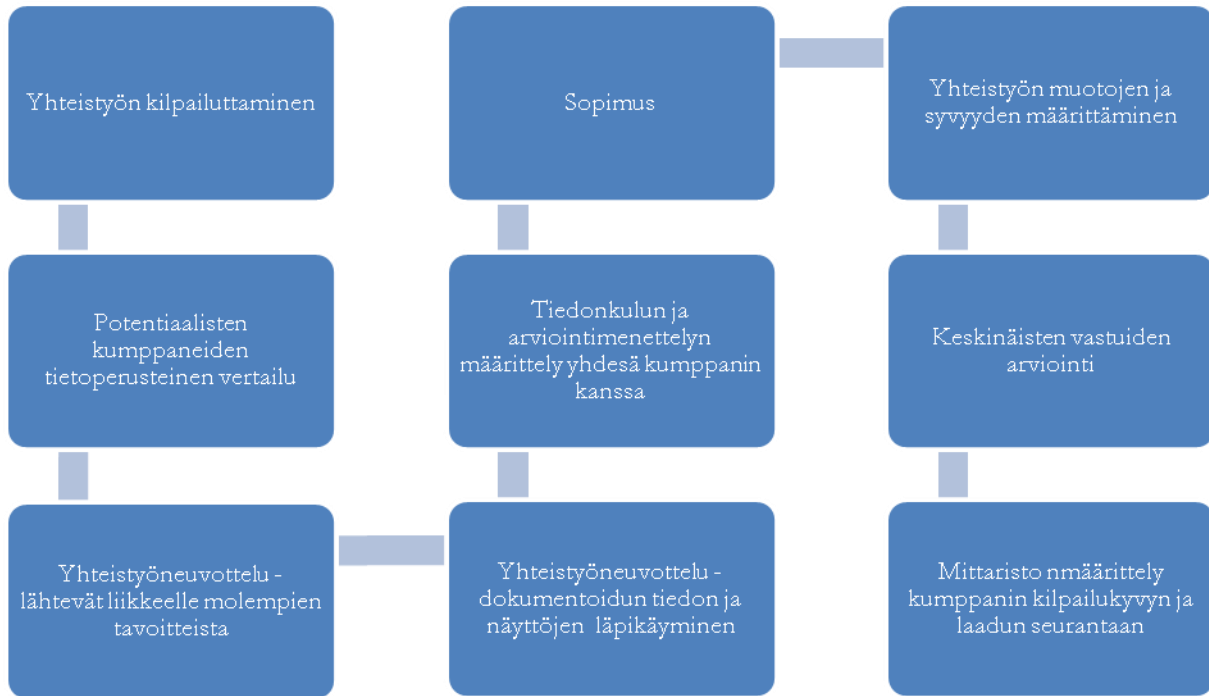 Yhteistyön kilpailuttaminen
Potentiaalisten
kumppaneiden
tietoperusteinen vertailu
Yhteistyöneuvottelu -
lähtevät liikkeelle molempien
tavoitteista
Yhteistyöneuvottelu -
dokumentoidun tiedon ja
näyttöjen läpikäyminen
Tiedonkulun ja
arviointimenettelyn
määrittely yhdesä kumppanin
kanssa
Sopimus
Yhteistyön muotojen ja
syvyyden määrittäminen
Keskinäisten vastuiden
arviointi
Mittaristo nmäärittely
kumppanin kilpailukyvyn ja
laadun seurantaan